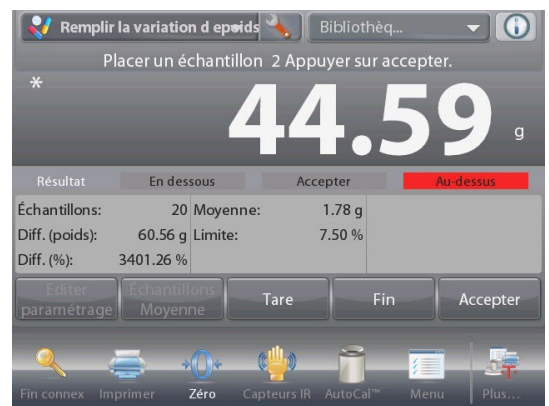 Remplir la variation d epoids Bibliothèq...
Placer un échantillon 2 Appuyer sur accepter.
*
44.59 g
Résultat En dessous Accepter Au-dessus
Échantillons: 20 Moyenne: 1.78 g
Diff. (poids): 60.56 g Limite: 7.50 %
Diff. (%): 3401.26 %
Editer paramétrage Échantillons Moyenne Tare Fin Accepter
Fin connex Imprimer Zéro Capteurs IR AutoCal™ Menu Plus...